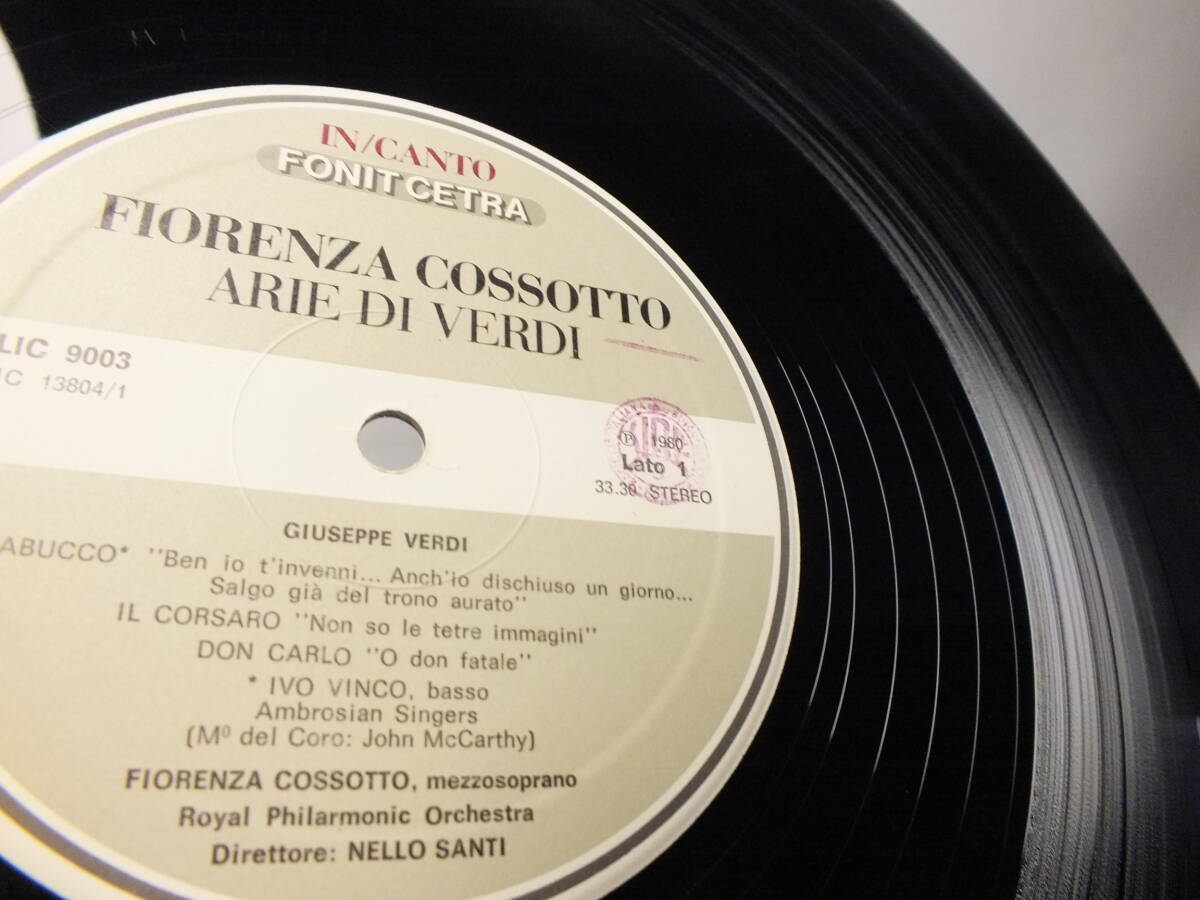 IN/CANTO
FONIT CETRA
FIORENZA COSSOTTO
ARIE DI VERDI
LIC 9003
IC 13804/1
Ⓟ 1980
Lato 1
33.30 STEREO
GIUSEPPE VERDI
ABUCCO* "Ben io t'invenni... Anch'io dischiuso un giorno...
Salgo già del trono aurato"
IL CORSARO "Non so le tetre immagini"
DON CARLO "O don fatale"
* IVO VINCO, basso
Ambrosian Singers
(Mº del Coro: John McCarthy)
FIORENZA COSSOTTO, mezzosoprano
Royal Philarmonic Orchestra
Direttore: NELLO SANTI